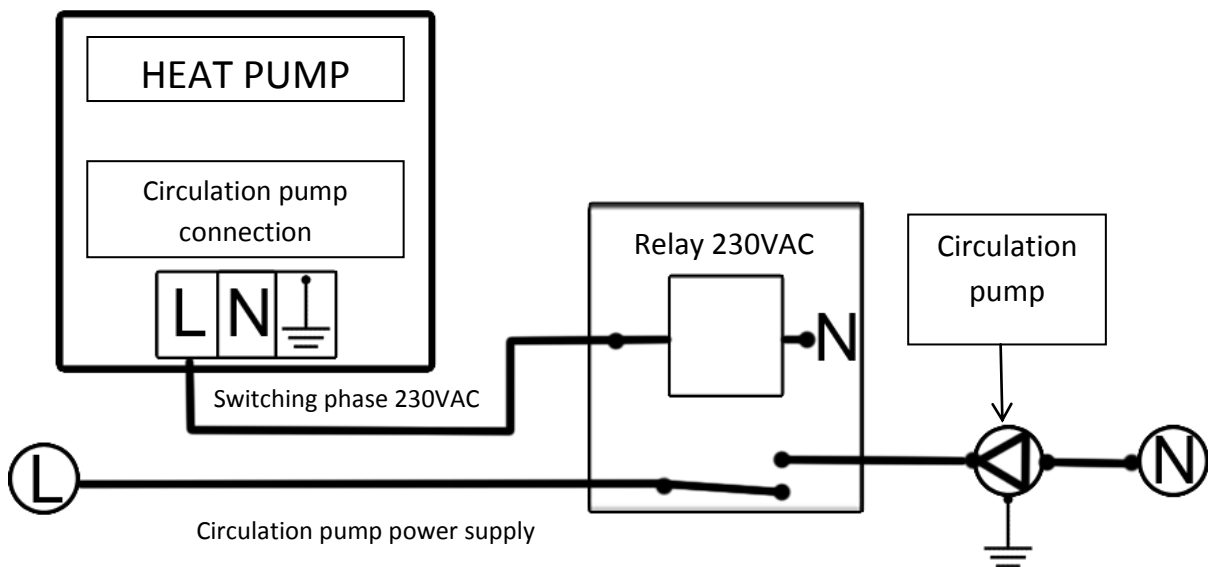 HEAT PUMP
Circulation pump
connection
L N
Switching phase 230VAC
Relay 230VAC
N
Circulation
pump
L
N
Circulation pump power supply